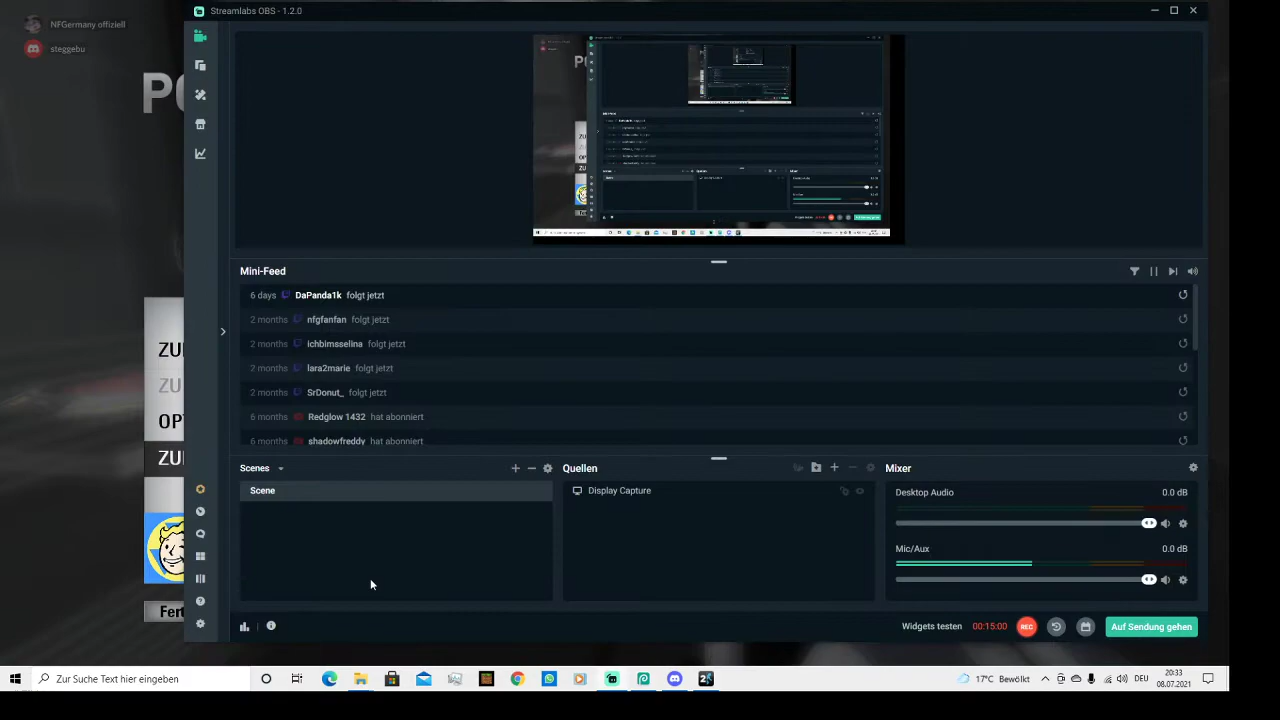 NFGermany offiziell
steggebu
Streamlabs OBS - 1.2.0
Mini-Feed
6 days DaPanda1k folgt jetzt
2 months nfgfanfan folgt jetzt
2 months ichbimsselina folgt jetzt
2 months lara2marie folgt jetzt
2 months SrDonut_ folgt jetzt
6 months Redglow 1432 hat abonniert
6 months shadowfreddy hat abonniert
ZU
OP
ZU
Fert
Scenes
Scene
Quellen
Display Capture
Mixer
Desktop Audio 0.0 dB
Mic/Aux 0.0 dB
Widgets testen 00:15:00 REC Auf Sendung gehen
Zur Suche Text hier eingeben
17°C Bewölkt DEU 20:33
08.07.2021